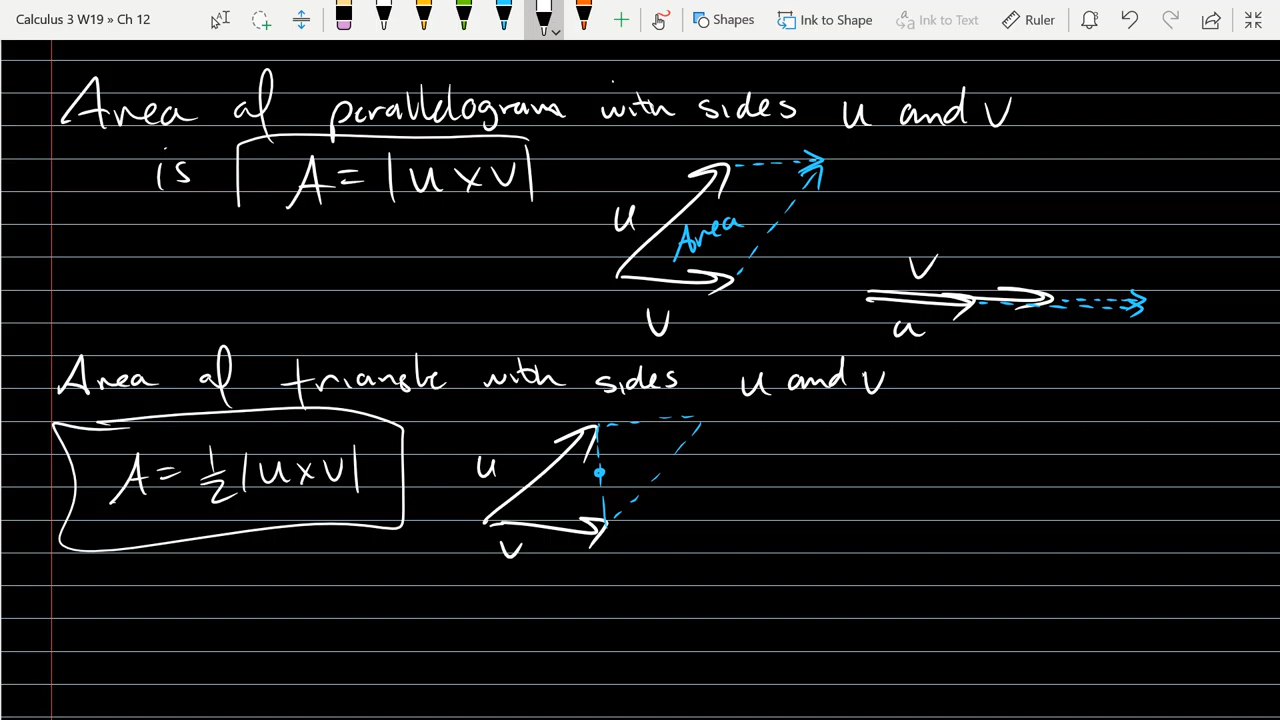 Calculus 3 W19 » Ch 12
Shapes
Ink to Shape
Ink to Text
Ruler
Area of parallelogram with sides u and v
is A = |u × v|
u
Area
v
v
u
Area of triangle with sides u and v
A = ½ |u × v|
u
v